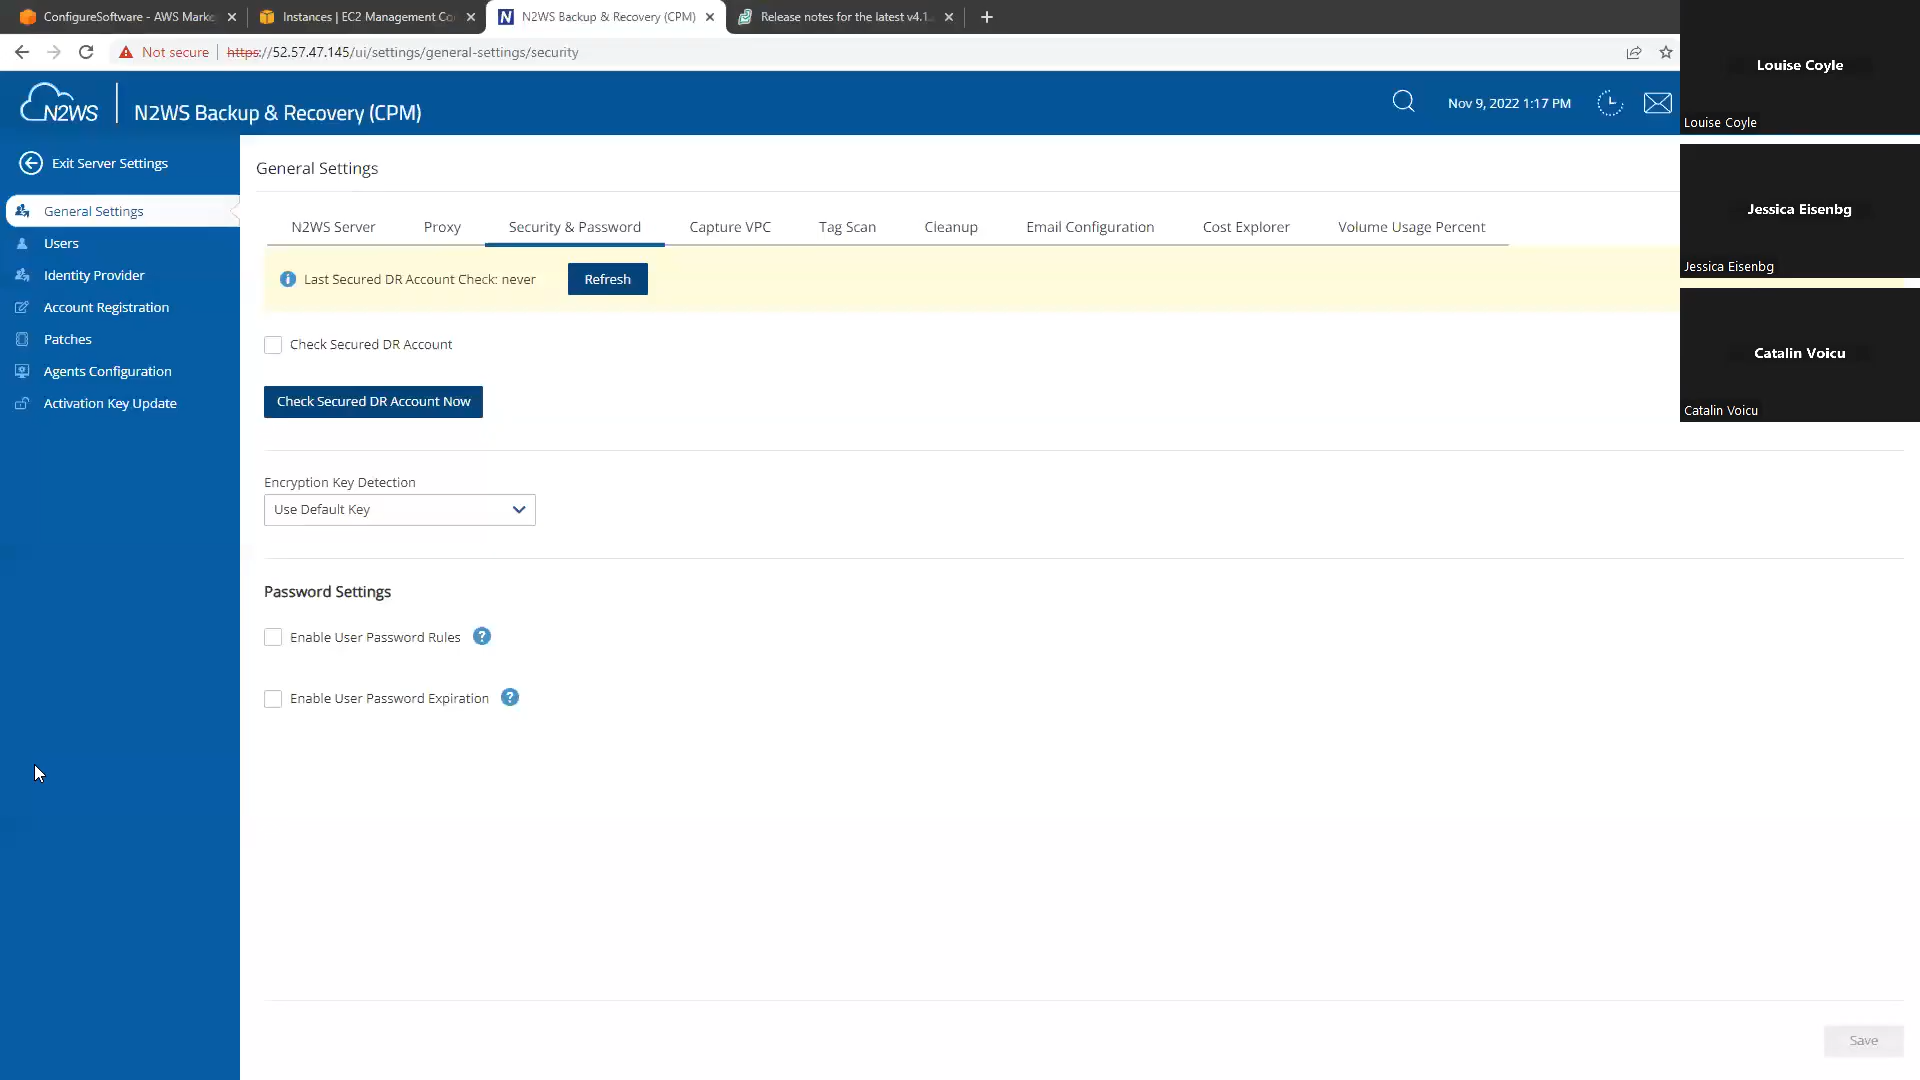 ConfigureSoftware - AWS Marke
Instances | EC2 Management Co
N2WS Backup & Recovery (CPM)
Release notes for the latest v4.1.
Not secure
https://52.57.47.145/ui/settings/general-settings/security
N2WS
N2WS Backup & Recovery (CPM)
Nov 9, 2022 1:17 PM
Louise Coyle
Louise Coyle
Jessica Eisenbg
Jessica Eisenbg
Catalin Voicu
Catalin Voicu
Exit Server Settings
General Settings
Users
Identity Provider
Account Registration
Patches
Agents Configuration
Activation Key Update
General Settings
N2WS Server
Proxy
Security & Password
Capture VPC
Tag Scan
Cleanup
Email Configuration
Cost Explorer
Volume Usage Percent
Last Secured DR Account Check: never
Refresh
Check Secured DR Account
Check Secured DR Account Now
Encryption Key Detection
Use Default Key
Password Settings
Enable User Password Rules ?
Enable User Password Expiration ?
Save